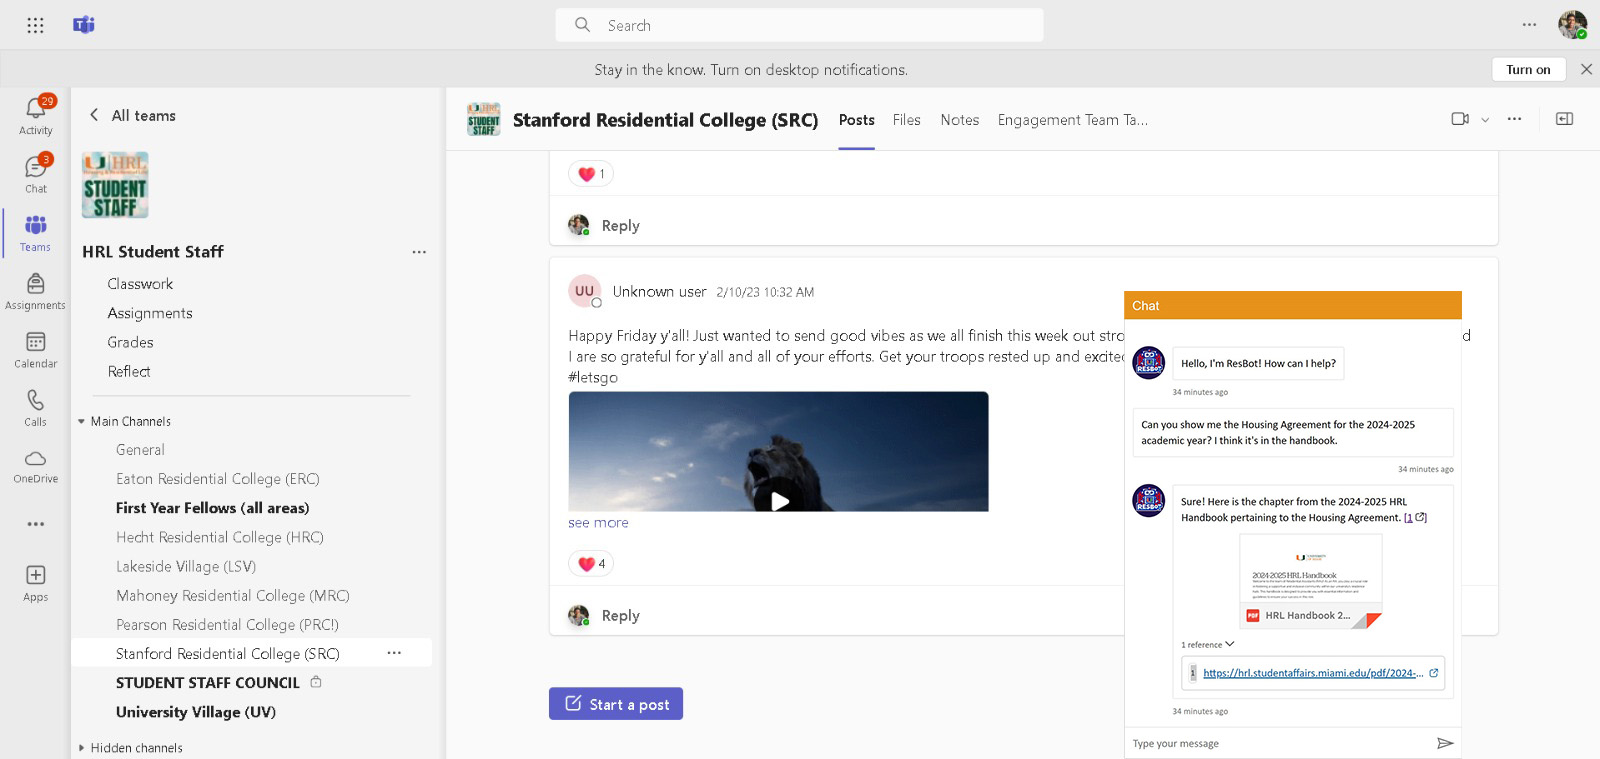 Search
Stay in the know. Turn on desktop notifications.
Turn on
29
Activity
3
Chat
Teams
Assignments
Calendar
Calls
OneDrive
Apps
All teams
U HRL
STUDENT
STAFF
HRL Student Staff
Classwork
Assignments
Grades
Reflect
Main Channels
General
Eaton Residential College (ERC)
First Year Fellows (all areas)
Hecht Residential College (HRC)
Lakeside Village (LSV)
Mahoney Residential College (MRC)
Pearson Residential College (PRC!)
Stanford Residential College (SRC)
STUDENT STAFF COUNCIL
University Village (UV)
Hidden channels
STUDENT
STAFF
Stanford Residential College (SRC)
Posts
Files
Notes
Engagement Team Ta...
1
Reply
UU
Unknown user 2/10/23 10:32 AM
Happy Friday y'all! Just wanted to send good vibes as we all finish this week out stro
I are so grateful for y'all and all of your efforts. Get your troops rested up and excited
#letsgo
see more
4
Reply
Start a post
Chat
RESBOT
Hello, I'm ResBot! How can I help?
34 minutes ago
Can you show me the Housing Agreement for the 2024-2025
academic year? I think it's in the handbook.
34 minutes ago
RESBOT
Sure! Here is the chapter from the 2024-2025 HRL
Handbook pertaining to the Housing Agreement. [1]
2024-2025 HRL Handbook
PDF
HRL Handbook 2...
1 reference
1
https://hrl.studentaffairs.miami.edu/pdf/2024-...
34 minutes ago
Type your message